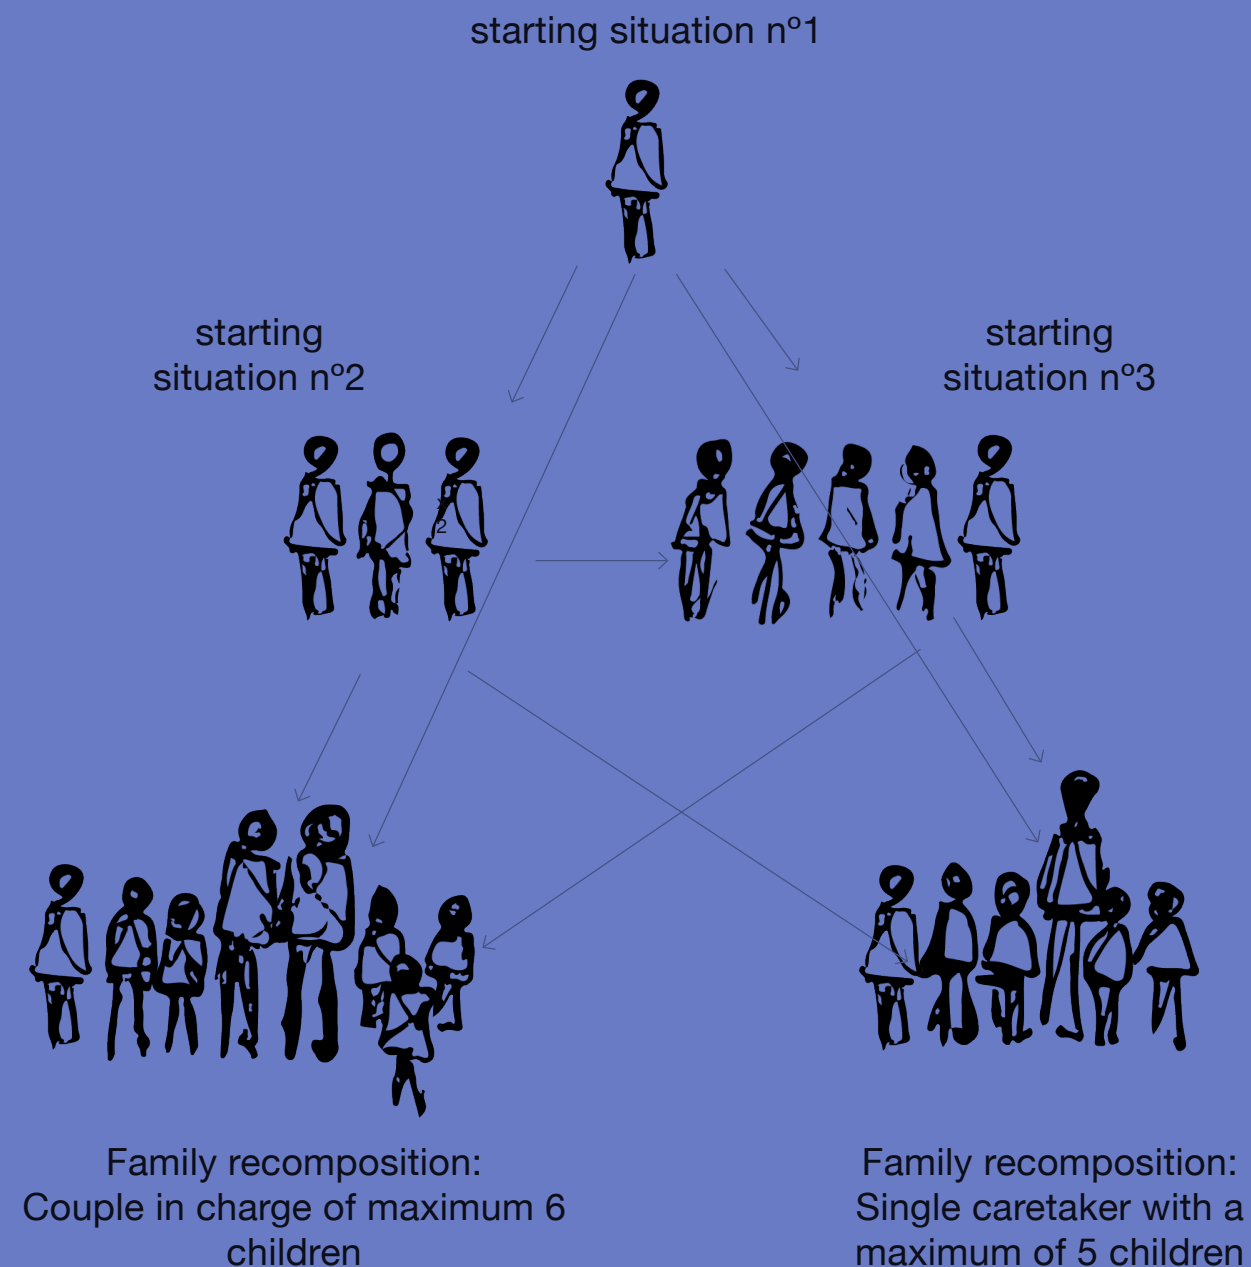 starting situation nº1
starting
situation nº2
starting
situation nº3
2
Family recomposition:
Couple in charge of maximum 6
children
Family recomposition:
Single caretaker with a
maximum of 5 children